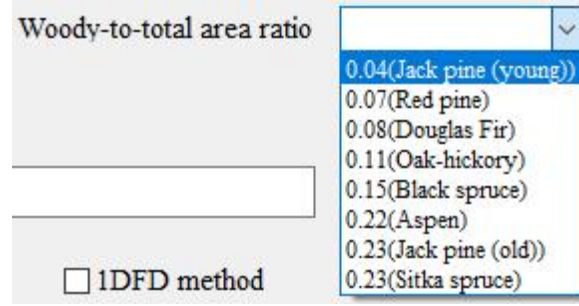 Woody-to-total area ratio
0.04(Jack pine (young))
0.07(Red pine)
0.08(Douglas Fir)
0.11(Oak-hickory)
0.15(Black spruce)
0.22(Aspen)
0.23(Jack pine (old))
0.23(Sitka spruce)
1DFD method